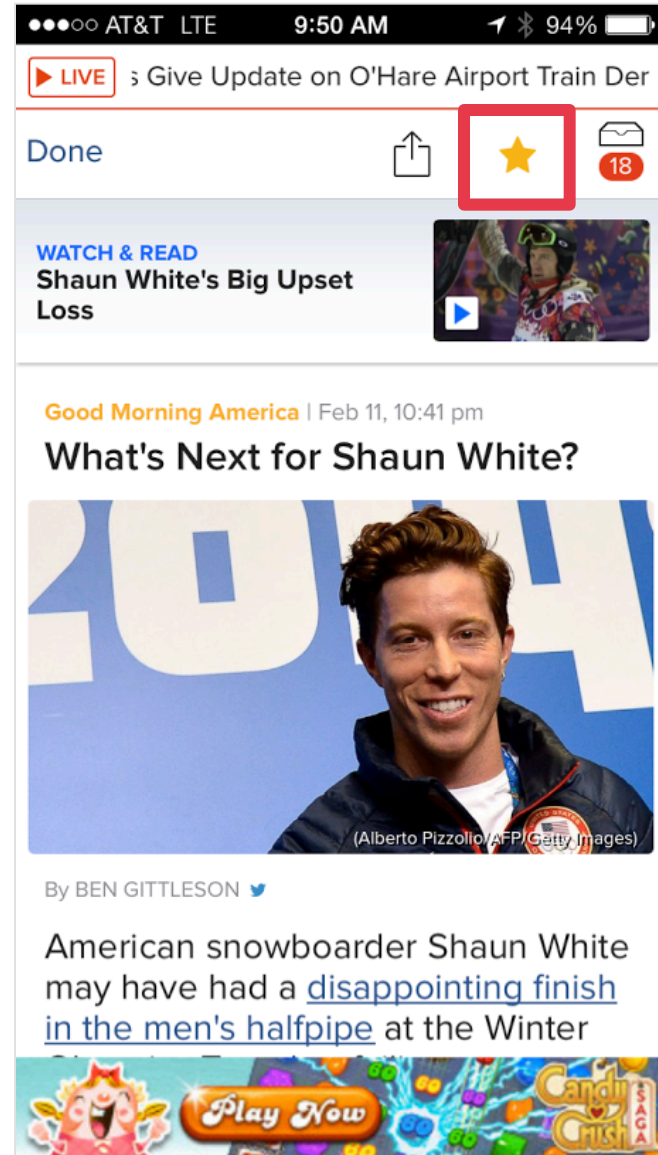 AT&T LTE 9:50 AM 94%
LIVE s Give Update on O'Hare Airport Train Der
Done 18
WATCH & READ
Shaun White's Big Upset
Loss
Good Morning America | Feb 11, 10:41 pm
What's Next for Shaun White?
2014
(Alberto Pizzolio/AFP/Getty Images)
By BEN GITTLESON
American snowboarder Shaun White
may have had a disappointing finish
in the men's halfpipe at the Winter
Play Now
Candy
Crush
SAGA